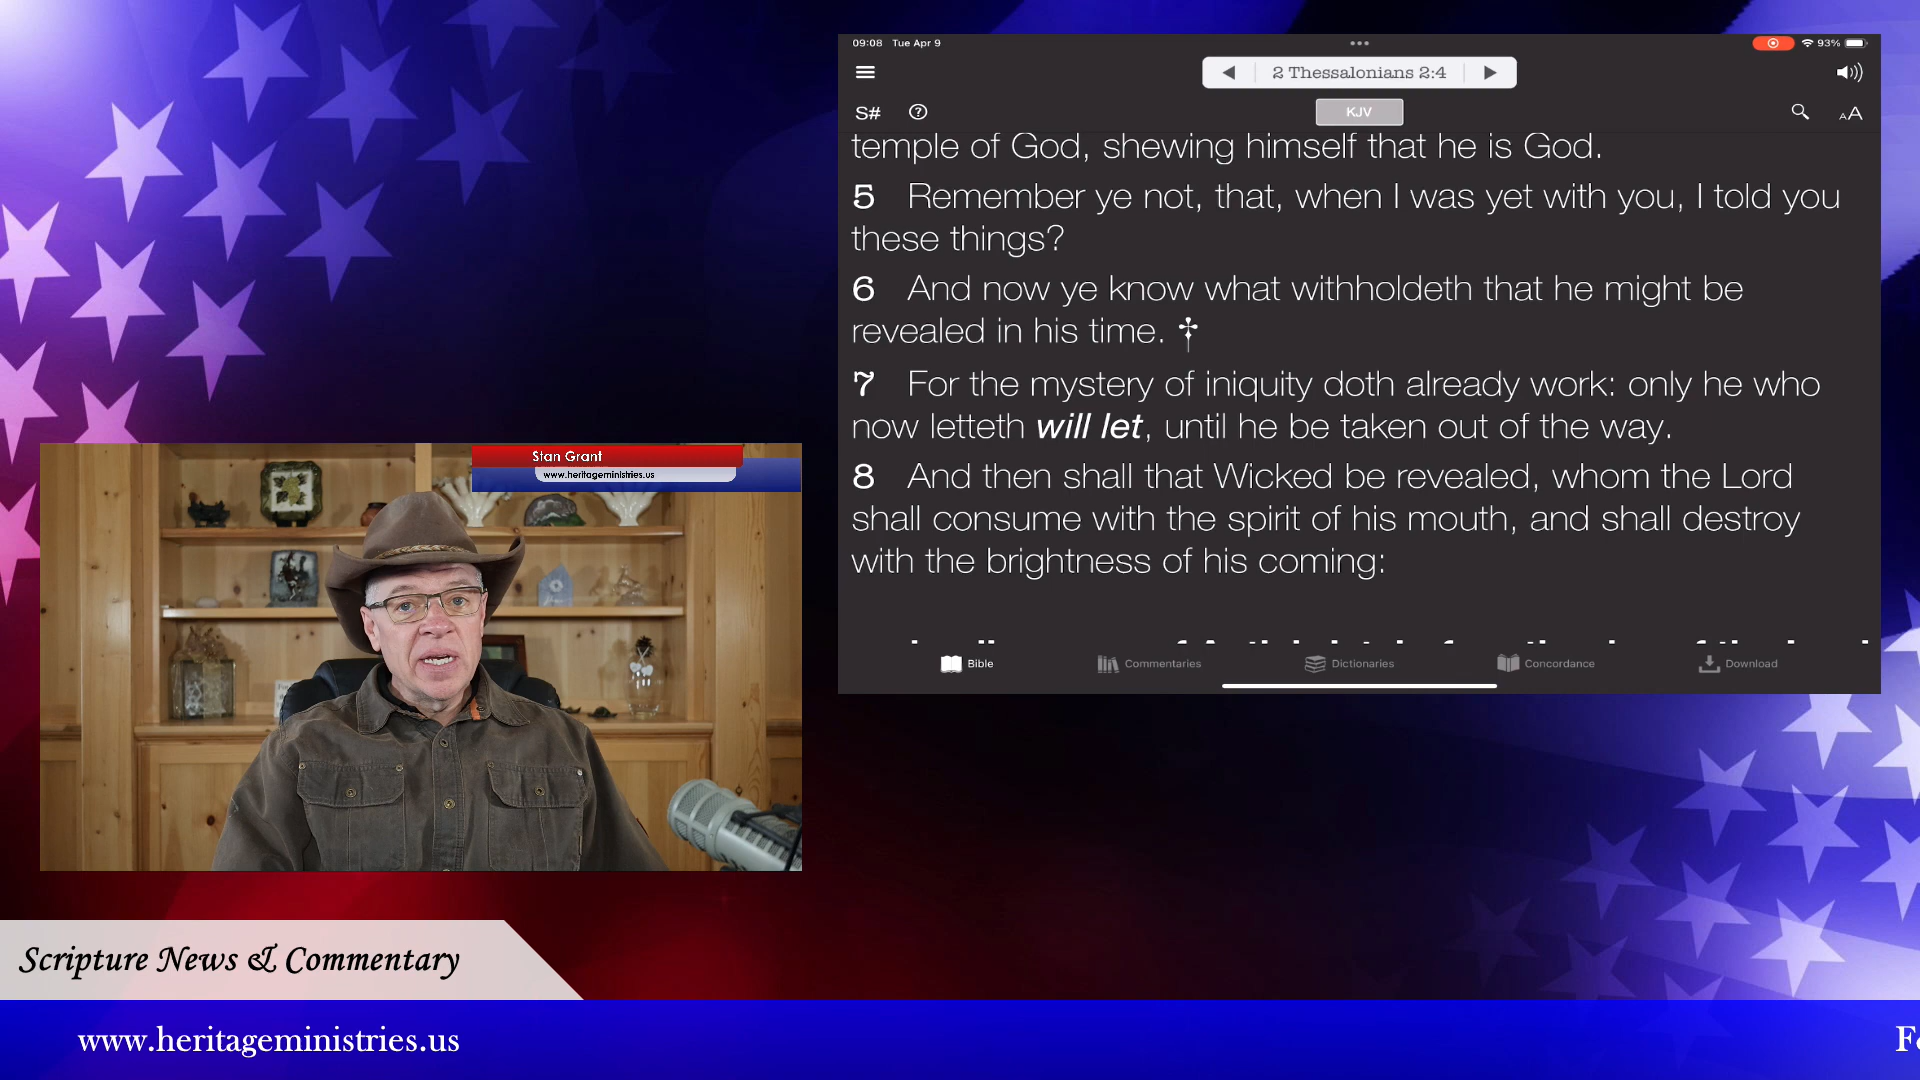 09:08 Tue Apr 9
93%
2 Thessalonians 2:4
S#
KJV
AA
temple of God, shewing himself that he is God.
5 Remember ye not, that, when I was yet with you, I told you
these things?
6 And now ye know what withholdeth that he might be
revealed in his time. †
7 For the mystery of iniquity doth already work: only he who
now letteth will let, until he be taken out of the way.
8 And then shall that Wicked be revealed, whom the Lord
shall consume with the spirit of his mouth, and shall destroy
with the brightness of his coming:
Bible Commentaries Dictionaries Concordance Download
Stan Grant
www.heritageministries.us
Scripture News & Commentary
www.heritageministries.us